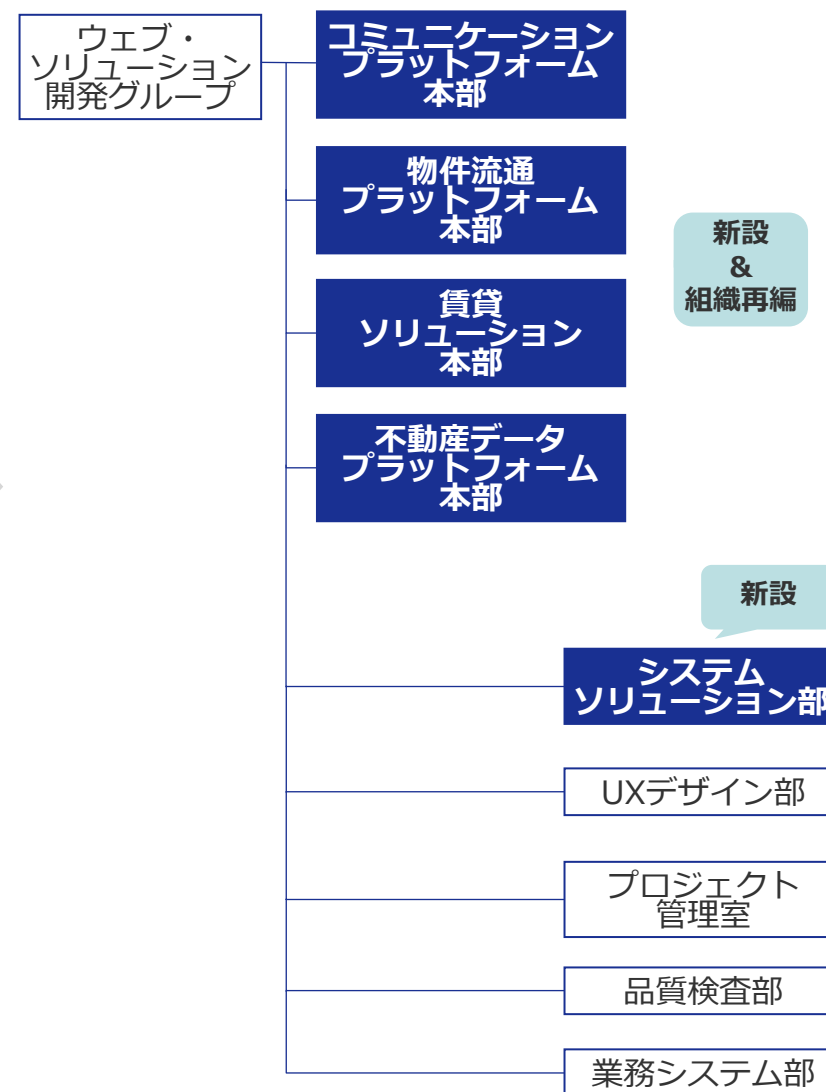 ウェブ・
ソリューション
開発グループ
コミュニケーション
プラットフォーム
本部
物件流通
プラットフォーム
本部
新設
&
組織再編
賃貸
ソリューション
本部
不動産データ
プラットフォーム
本部
新設
システム
ソリューション部
UXデザイン部
プロジェクト
管理室
品質検査部
業務システム部